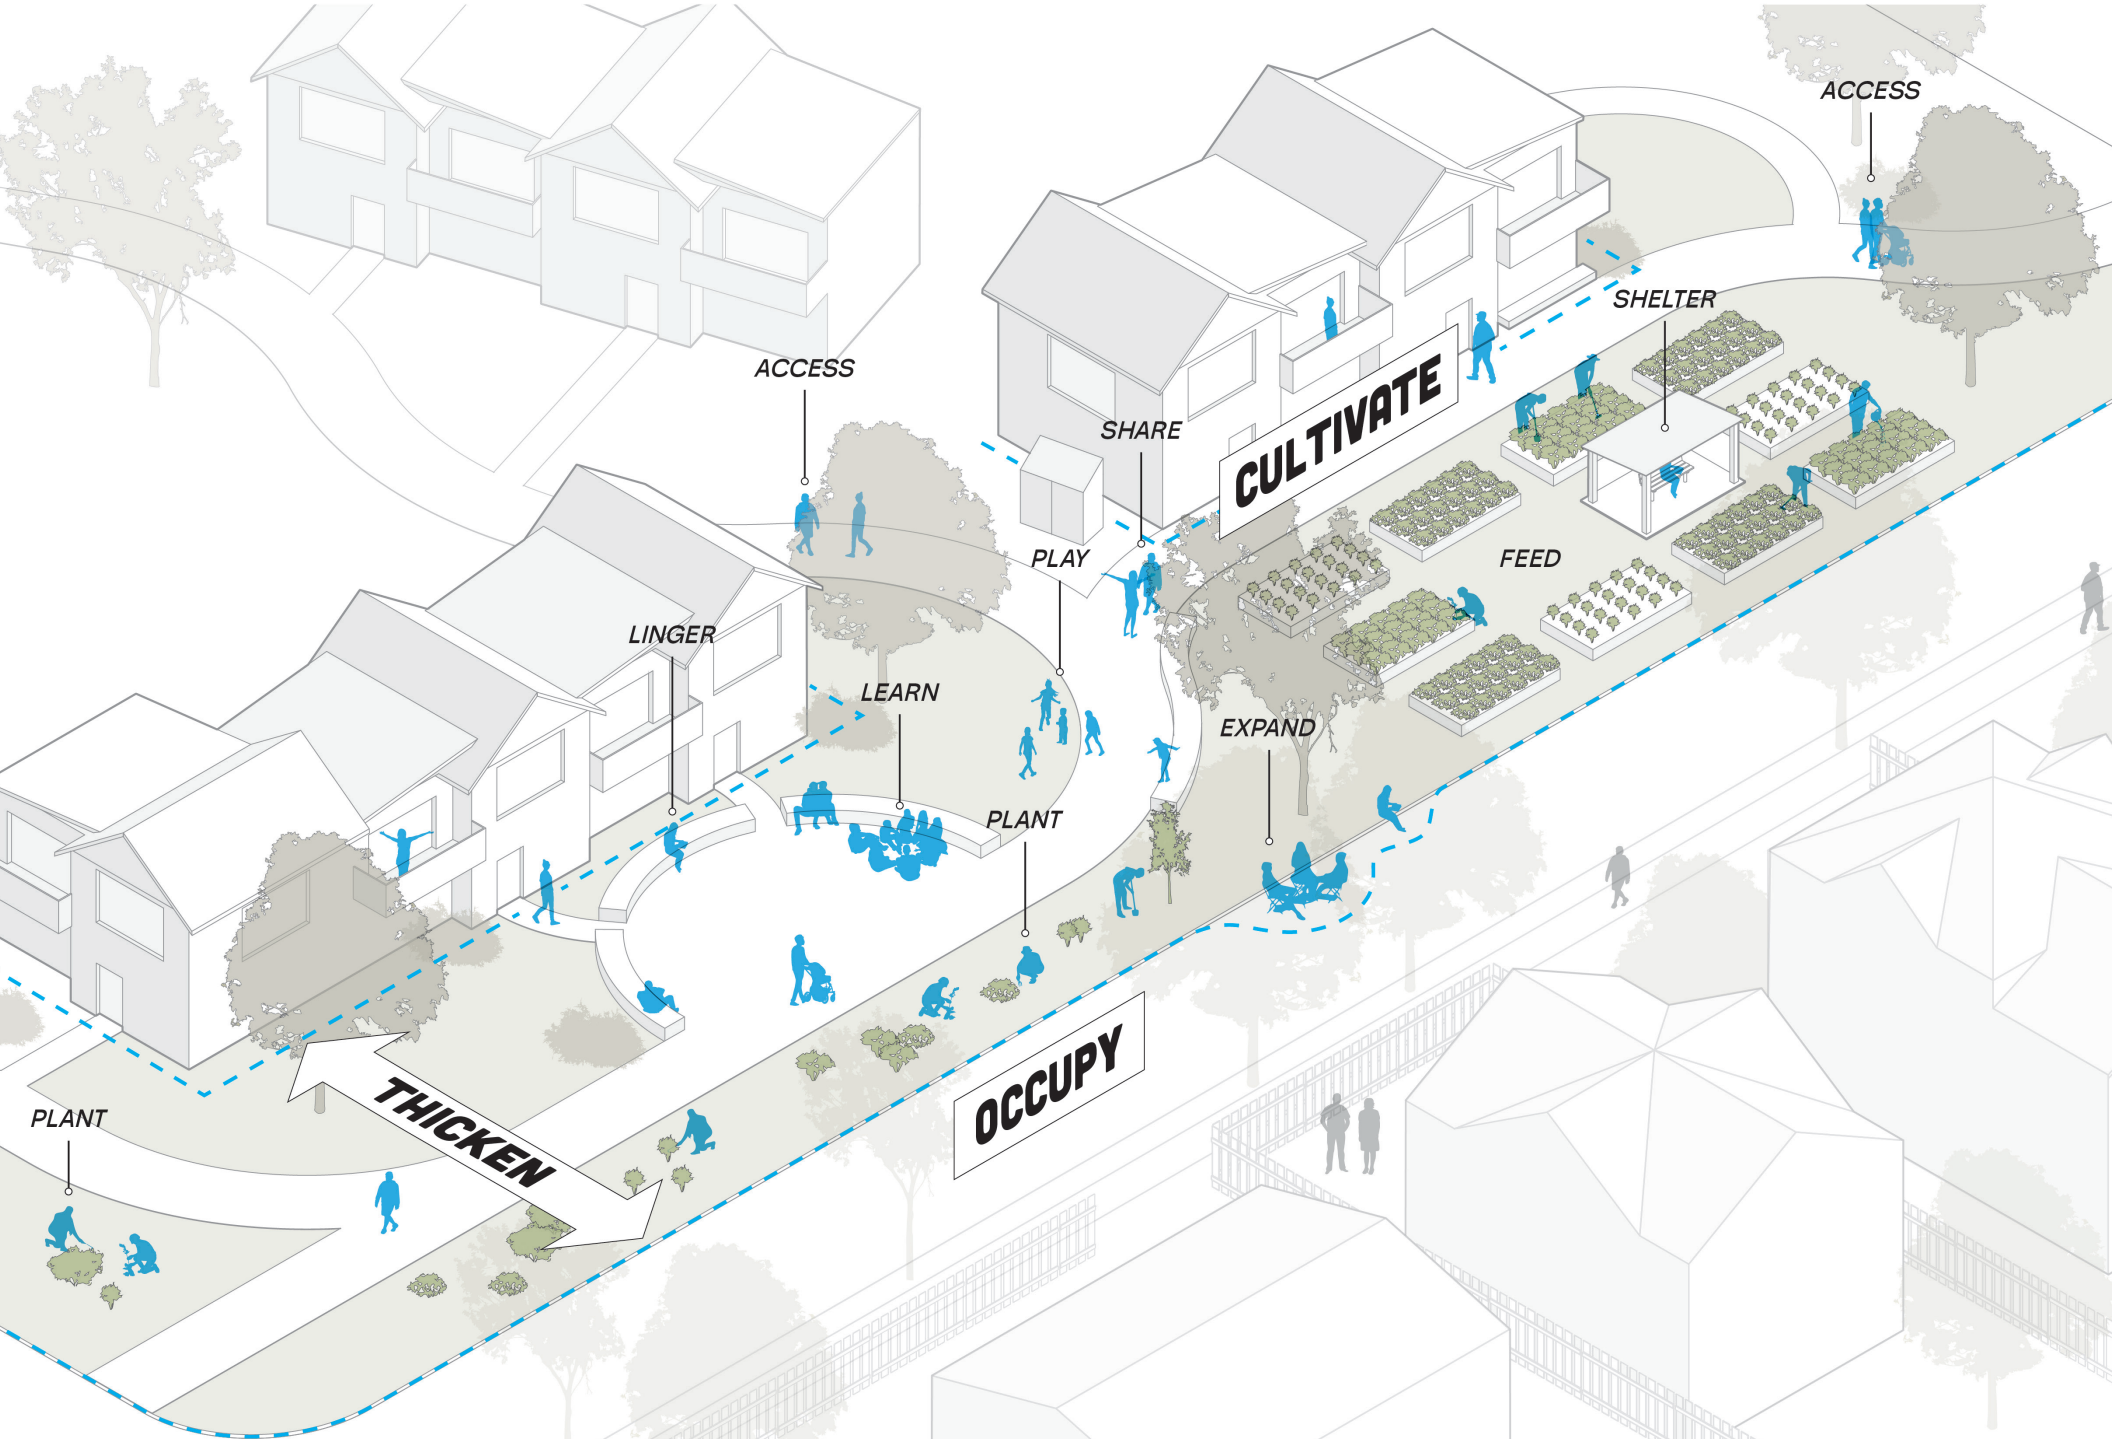 ACCESS
SHELTER
ACCESS
CULTIVATE
SHARE
PLAY
FEED
LINGER
LEARN
EXPAND
PLANT
OCCUPY
THICKEN
PLANT